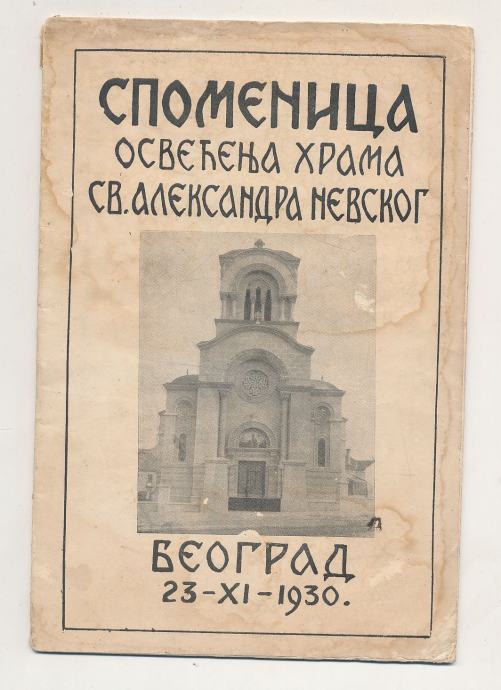 СПОМЕНИЦА
ОСВЕЋЕЊА ХРАМА
СВ. АЛЕКСАНДРА НЕВСКОГ
БЕОГРАД
23-XI-1930.